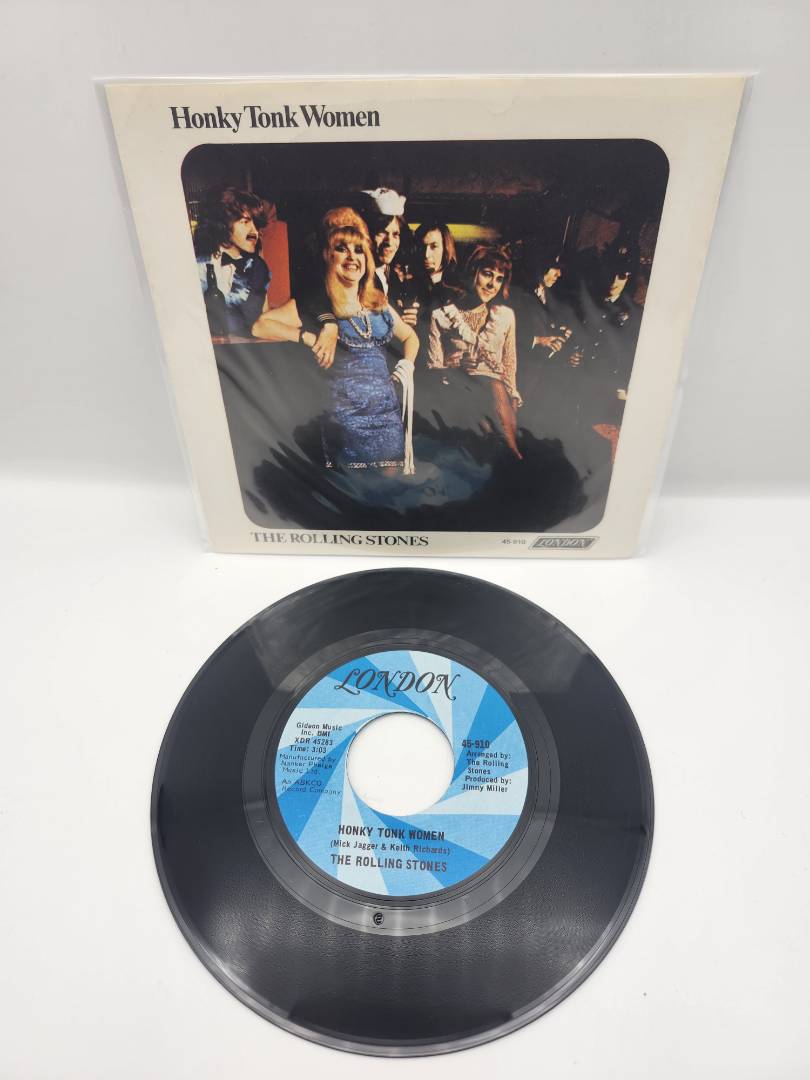 Honky Tonk Women
THE ROLLING STONES
45-910 LONDON
LONDON
Gideon Music
Inc. BMI
XDR 45283
Time: 3:03
Manufactured by
Nanker Phelge
Music Ltd.
An ABKCO
Record Company
45-910
Arranged by:
The Rolling
Stones
Produced by:
Jimmy Miller
HONKY TONK WOMEN
(Mick Jagger & Keith Richards)
THE ROLLING STONES